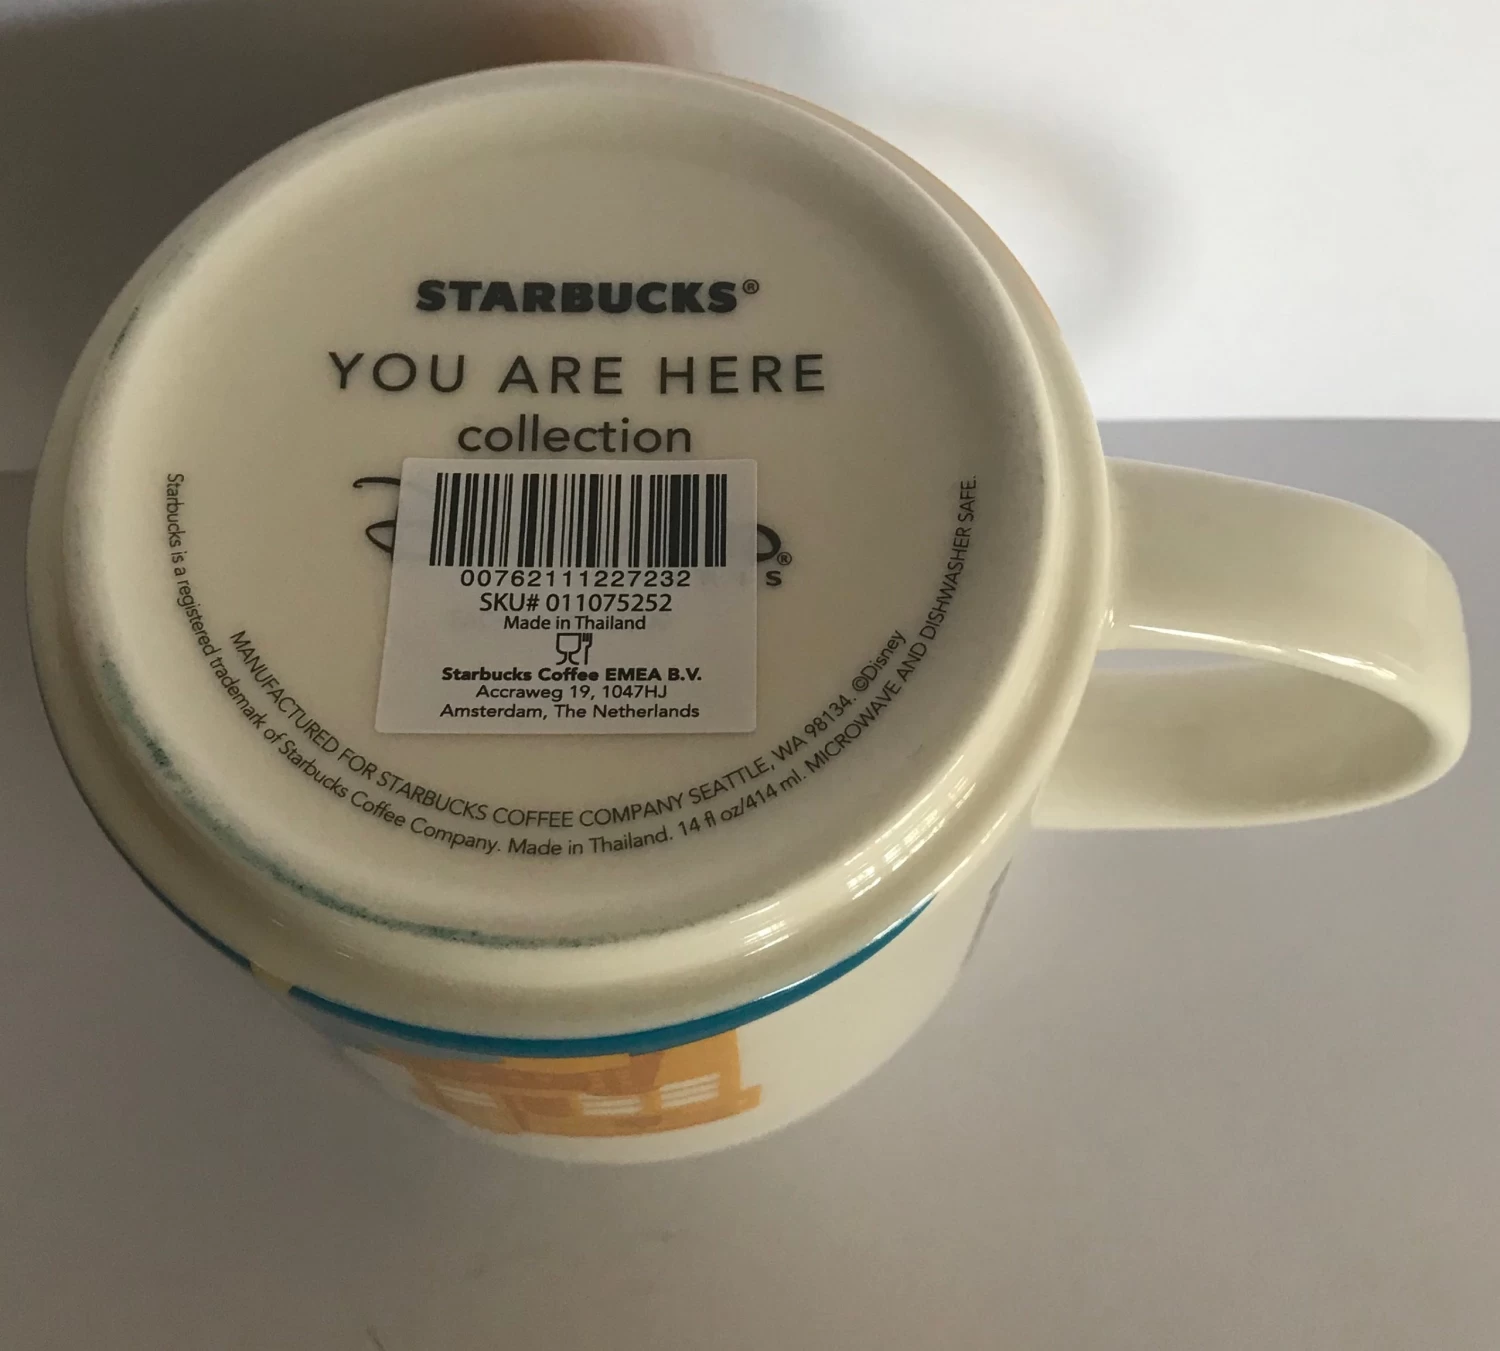 STARBUCKS®
YOU ARE HERE
collection
®
S
00762111227232
SKU# 011075252
Made in Thailand
Starbucks Coffee EMEA B.V.
Accraweg 19, 1047HJ
Amsterdam, The Netherlands
MANUFACTURED FOR STARBUCKS COFFEE COMPANY SEATTLE, WA 98134. ©Disney
Starbucks is a registered trademark of Starbucks Coffee Company. Made in Thailand. 14 fl oz/414 ml. MICROWAVE AND DISHWASHER SAFE.